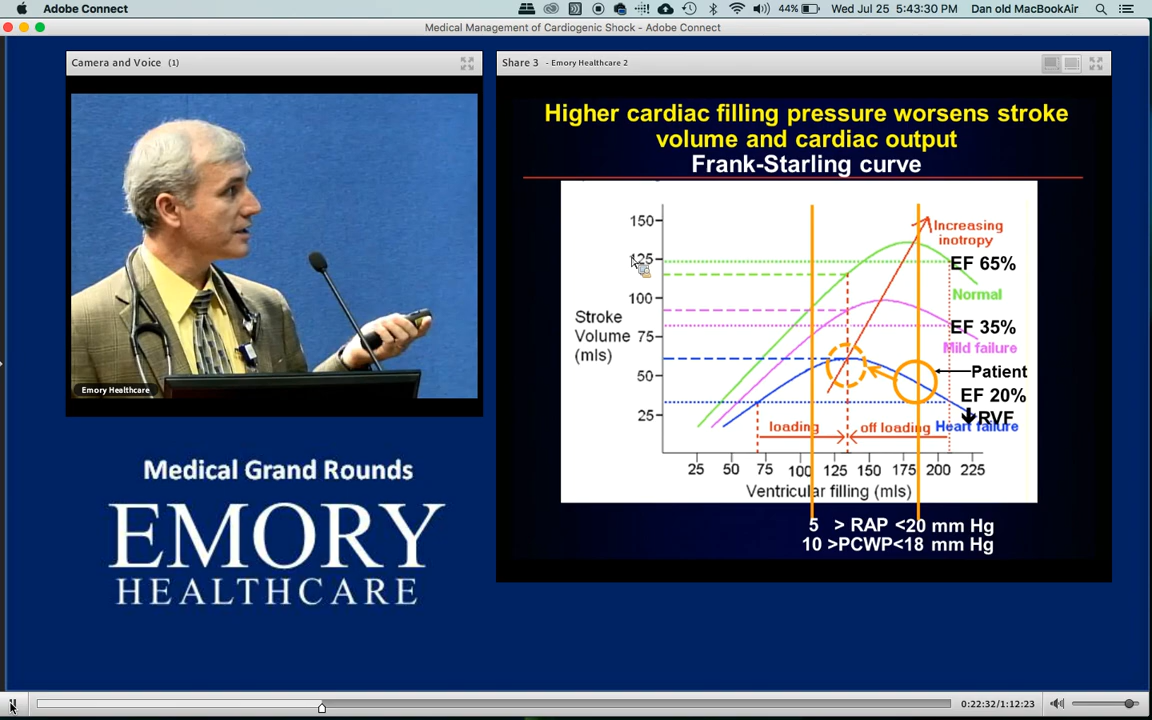 Adobe Connect
44%
Wed Jul 25 5:43:30 PM
Dan old MacBookAir
Medical Management of Cardiogenic Shock - Adobe Connect
Camera and Voice (1)
Share 3 - Emory Healthcare 2
Emory Healthcare
Medical Grand Rounds
EMORY
HEALTHCARE
Higher cardiac filling pressure worsens stroke
volume and cardiac output
Frank-Starling curve
150
125
100
75
50
25
Stroke
Volume
(mls)
Increasing
inotropy
EF 65%
Normal
EF 35%
Mild failure
Patient
EF 20%
RVF
Heart failure
loading
off loading
25 50 75 100 125 150 175 200 225
Ventricular filling (mls)
5 > RAP <20 mm Hg
10 >PCWP<18 mm Hg
0:22:32/1:12:23